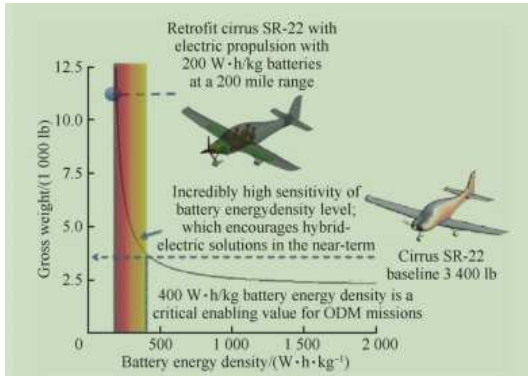 Retrofit cirrus SR-22 with
electric propulsion with
200 W·h/kg batteries
at a 200 mile range
12.5
10.0
7.5
5.0
2.5
Gross weight/(1 000 lb)
Incredibly high sensitivity of
battery energydensity level;
which encourages hybrid-
electric solutions in the near-term
Cirrus SR-22
baseline 3 400 lb
400 W·h/kg battery energy density is a
critical enabling value for ODM missions
0
500
1 000
1 500
2 000
Battery energy density/(W·h·kg⁻¹)